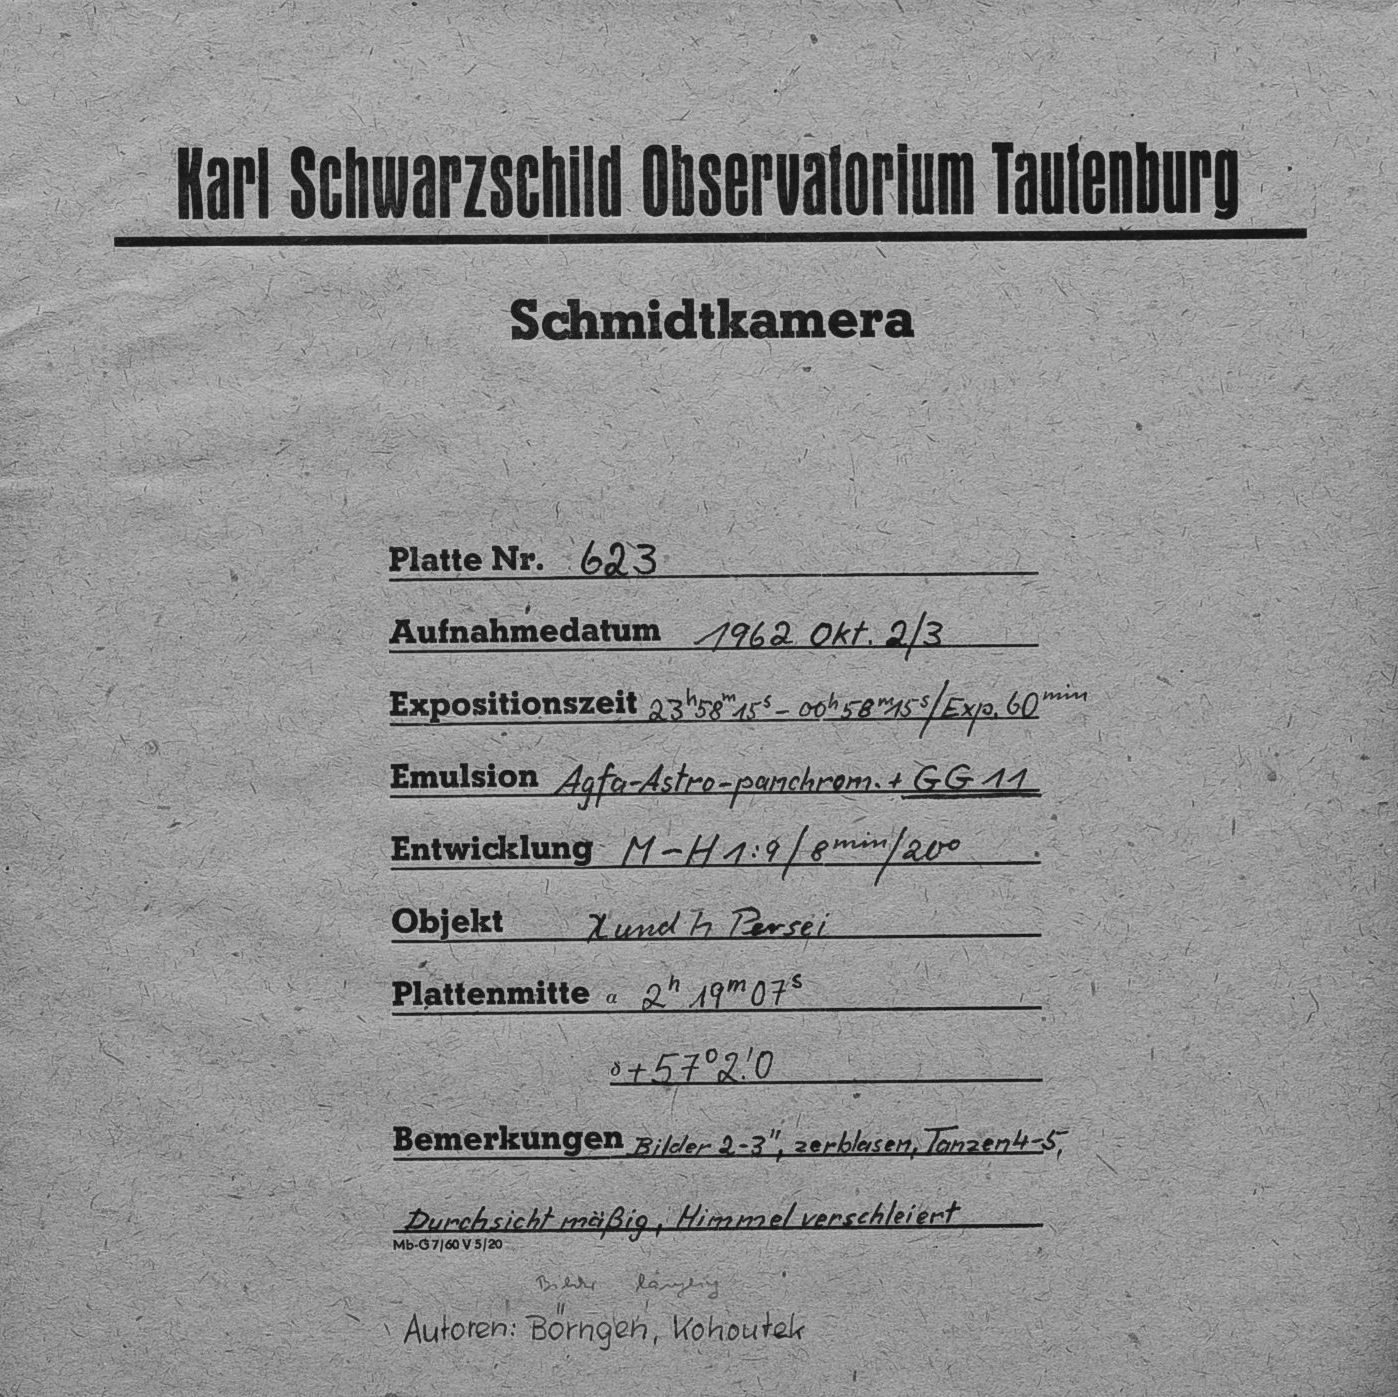 Karl Schwarzschild Observatorium Tautenburg
Schmidtkamera
Platte Nr. 623
Aufnahmedatum 1962 Okt. 2/3
Expositionszeit 23ʰ58ᵐ15ˢ – 00ʰ58ᵐ15ˢ/Exp. 60ᵐⁱⁿ
Emulsion Agfa-Astro-panchrom. + GG 11
Entwicklung M–H 1:9 / 8ᵐⁱⁿ/20°
Objekt χ und h Persei
Plattenmitte α 2ʰ 19ᵐ 07ˢ
δ +57°2.'0
Bemerkungen Bilder 2-3", zerblasen, Tanzen 4-5,
Durchsicht mäßig, Himmel verschleiert
Mb-G 7/60 V 5/20
Bilder länglig
Autoren: Börngen, Kohoutek